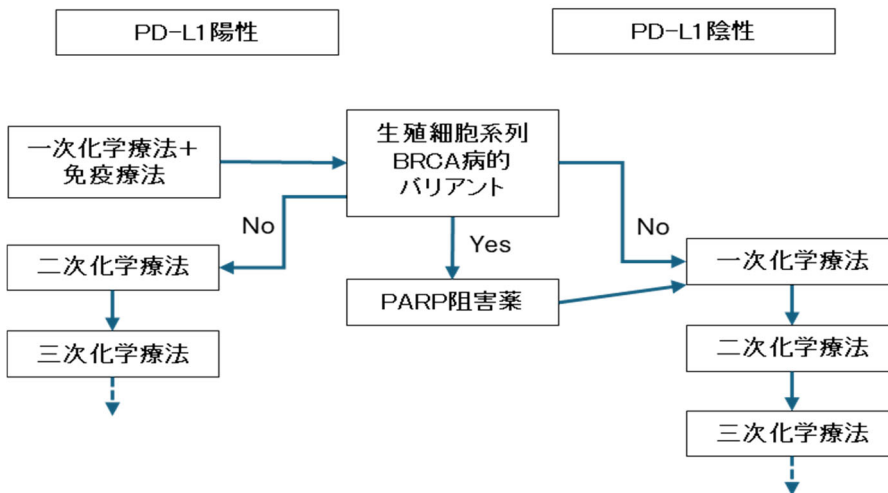 PD-L1陽性
PD-L1陰性
一次化学療法＋
免疫療法
生殖細胞系列
BRCA病的
バリアント
No
Yes
No
二次化学療法
三次化学療法
PARP阻害薬
一次化学療法
二次化学療法
三次化学療法